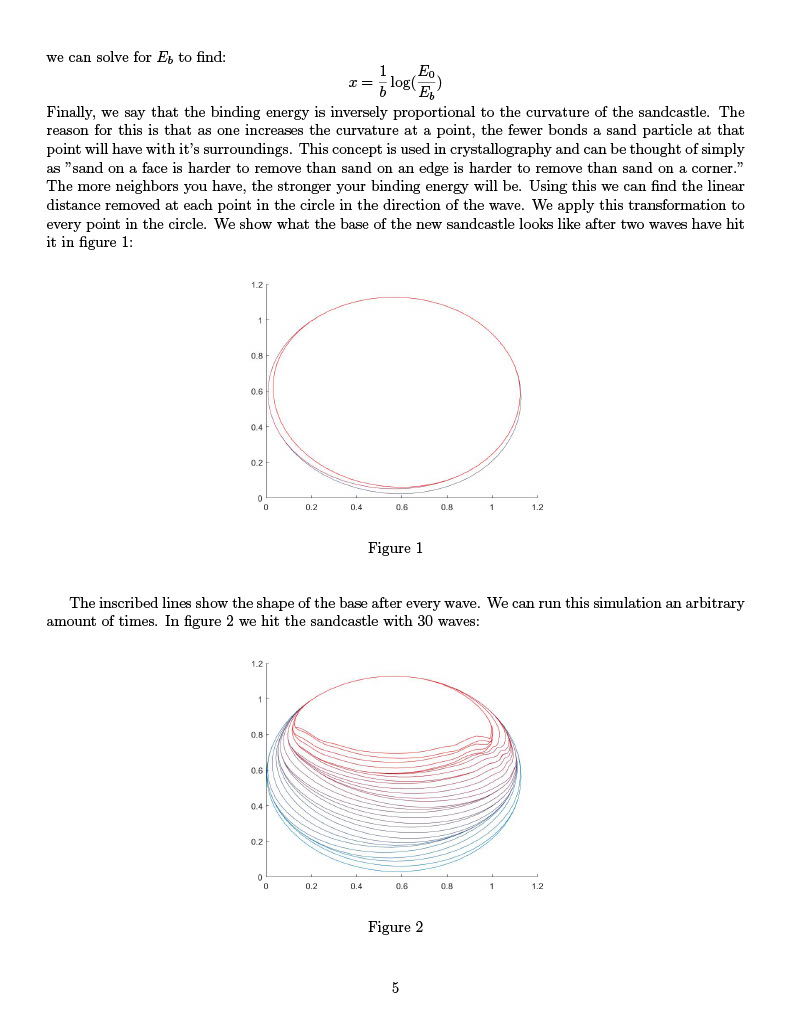 we can solve for E_b to find:
x = \frac{1}{b} \log(\frac{E_0}{E_b})
Finally, we say that the binding energy is inversely proportional to the curvature of the sandcastle. The
reason for this is that as one increases the curvature at a point, the fewer bonds a sand particle at that
point will have with it's surroundings. This concept is used in crystallography and can be thought of simply
as "sand on a face is harder to remove than sand on an edge is harder to remove than sand on a corner."
The more neighbors you have, the stronger your binding energy will be. Using this we can find the linear
distance removed at each point in the circle in the direction of the wave. We apply this transformation to
every point in the circle. We show what the base of the new sandcastle looks like after two waves have hit
it in figure 1:
1.2
1
0.8
0.6
0.4
0.2
0
0 0.2 0.4 0.6 0.8 1 1.2
Figure 1
The inscribed lines show the shape of the base after every wave. We can run this simulation an arbitrary
amount of times. In figure 2 we hit the sandcastle with 30 waves:
1.2
1
0.8
0.6
0.4
0.2
0
0 0.2 0.4 0.6 0.8 1 1.2
Figure 2
5